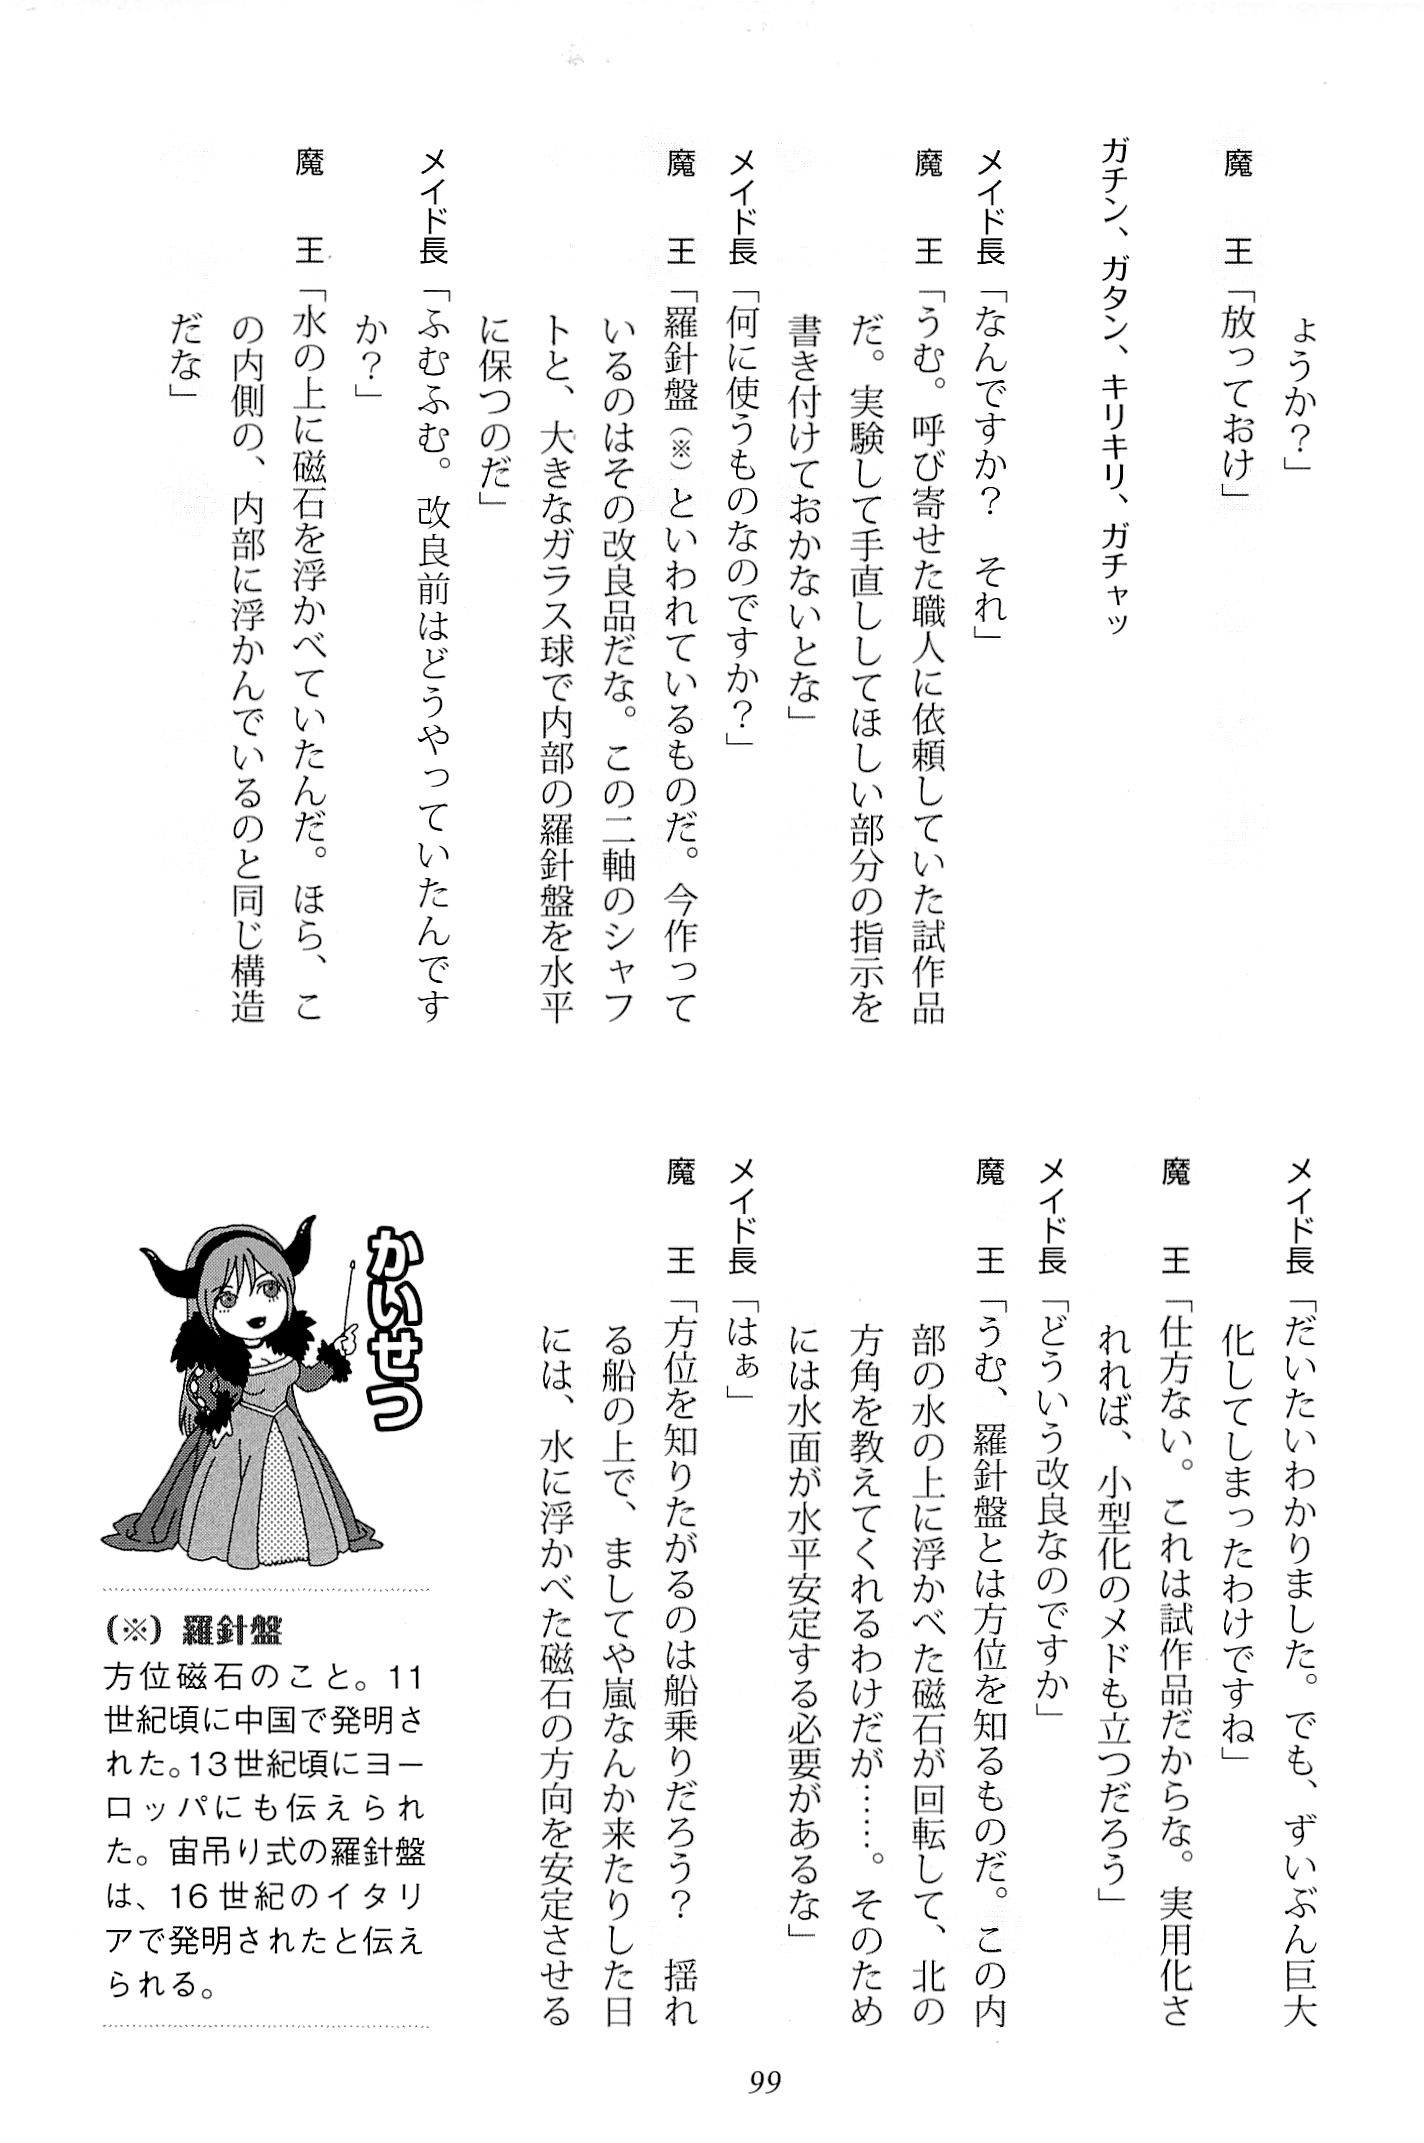 ょうか？」
魔　王「放っておけ」
ガチン、ガタン、キリキリ、ガチャッ
メイド長「なんですか？　それ」
魔　王「うむ。呼び寄せた職人に依頼していた試作品
だ。実験して手直ししてほしい部分の指示を
書き付けておかないとな」
メイド長「何に使うものなのですか？」
魔　王「羅針盤（※）といわれているものだ。今作って
いるのはその改良品だな。この二軸のシャフ
トと、大きなガラス球で内部の羅針盤を水平
に保つのだ」
メイド長「ふむふむ。改良前はどうやっていたんです
か？」
魔　王「水の上に磁石を浮かべていたんだ。ほら、こ
の内側の、内部に浮かんでいるのと同じ構造
だな」
メイド長「だいたいわかりました。でも、ずいぶん巨大
化してしまったわけですね」
魔　王「仕方ない。これは試作品だからな。実用化さ
れれば、小型化のメドも立つだろう」
メイド長「どういう改良なのですか」
魔　王「うむ、羅針盤とは方位を知るものだ。この内
部の水の上に浮かべた磁石が回転して、北の
方角を教えてくれるわけだが……。そのため
には水面が水平安定する必要があるな」
メイド長「はぁ」
魔　王「方位を知りたがるのは船乗りだろう？　揺れ
る船の上で、ましてや嵐なんか来たりした日
には、水に浮かべた磁石の方向を安定させる
かいせつ
（※）羅針盤
方位磁石のこと。11
世紀頃に中国で発明さ
れた。13世紀頃にヨー
ロッパにも伝えられ
た。宙吊り式の羅針盤
は、16世紀のイタリ
アで発明されたと伝え
られる。
99